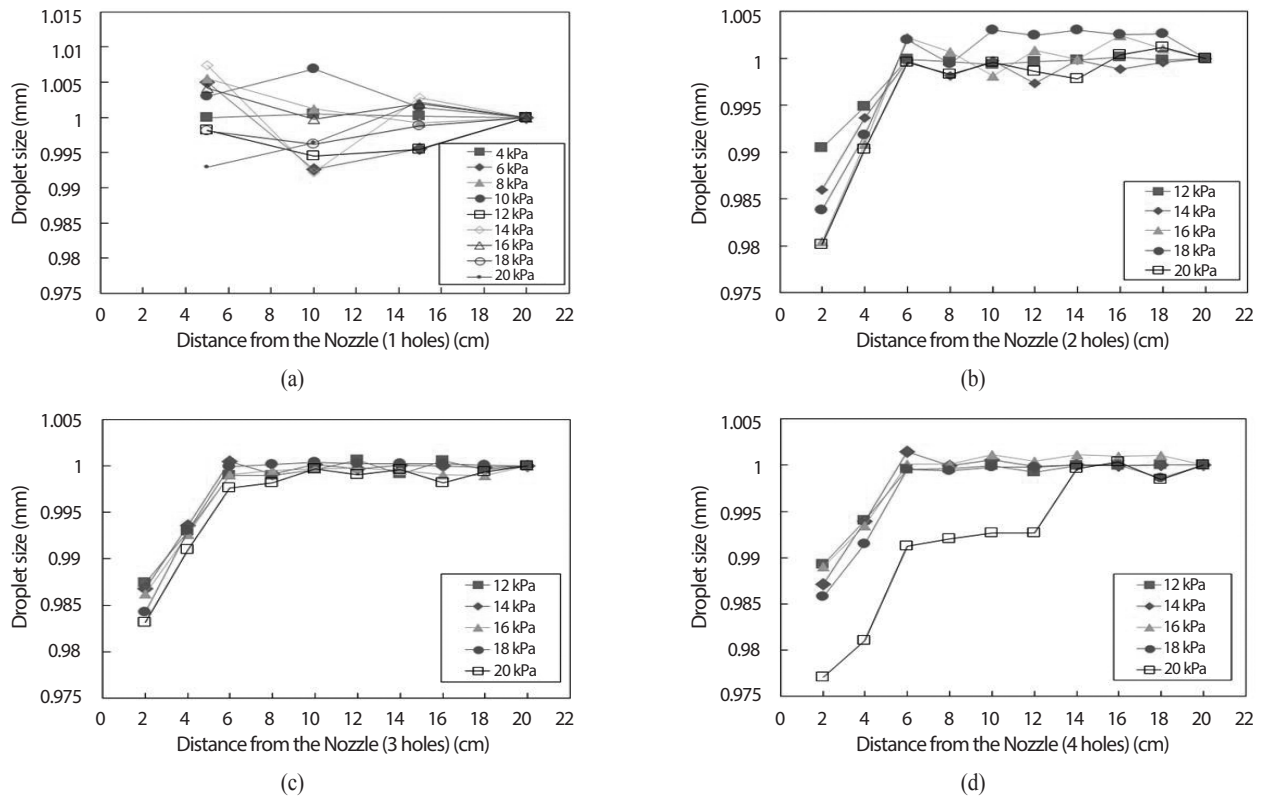 1.015
1.01
1.005
1
0.995
0.99
0.985
0.98
0.975
Droplet size (mm)
4 kPa
6 kPa
8 kPa
10 kPa
12 kPa
14 kPa
16 kPa
18 kPa
20 kPa
0 2 4 6 8 10 12 14 16 18 20 22
Distance from the Nozzle (1 holes) (cm)
(a)
1.005
1
0.995
0.99
0.985
0.98
0.975
Droplet size (mm)
12 kPa
14 kPa
16 kPa
18 kPa
20 kPa
0 2 4 6 8 10 12 14 16 18 20 22
Distance from the Nozzle (2 holes) (cm)
(b)
1.005
1
0.995
0.99
0.985
0.98
0.975
Droplet size (mm)
12 kPa
14 kPa
16 kPa
18 kPa
20 kPa
0 2 4 6 8 10 12 14 16 18 20 22
Distance from the Nozzle (3 holes) (cm)
(c)
1.005
1
0.995
0.99
0.985
0.98
0.975
Droplet size (mm)
12 kPa
14 kPa
16 kPa
18 kPa
20 kPa
0 2 4 6 8 10 12 14 16 18 20 22
Distance from the Nozzle (4 holes) (cm)
(d)